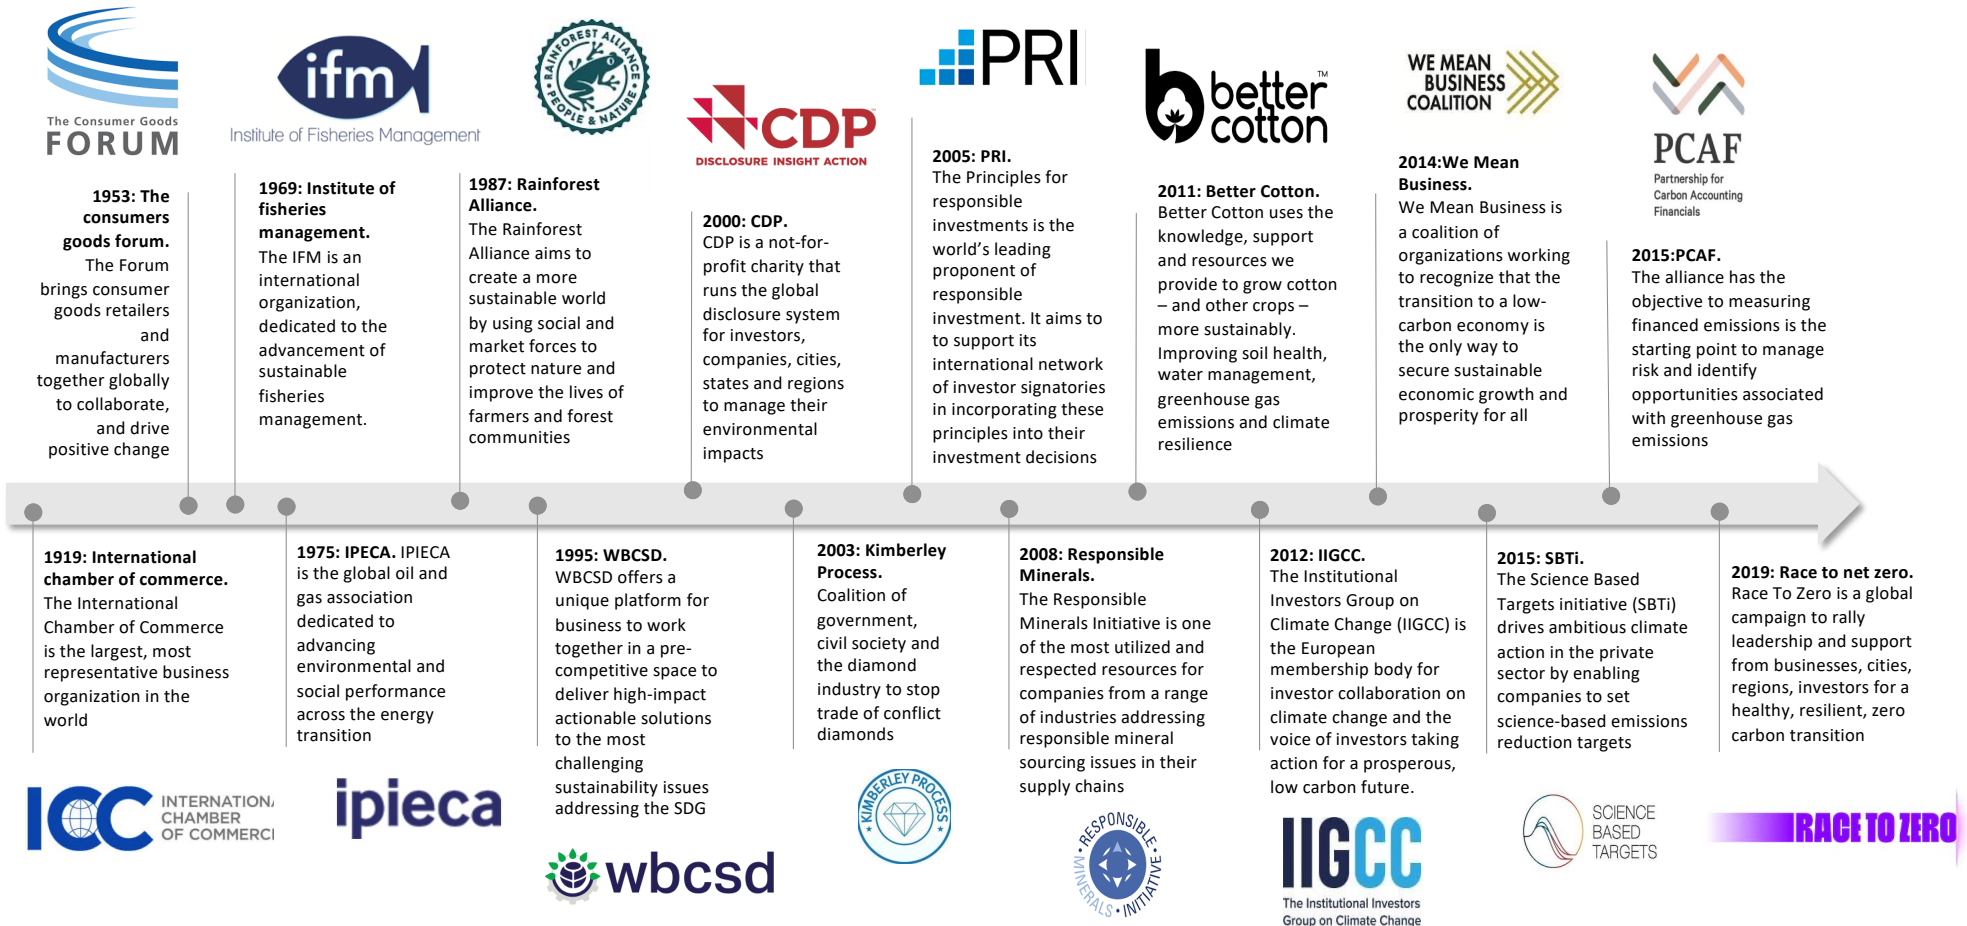 The Consumer Goods
FORUM
1953: The
consumers
goods forum.
The Forum
brings consumer
goods retailers
and
manufacturers
together globally
to collaborate,
and drive
positive change
ifm
Institute of Fisheries Management
1969: Institute of
fisheries
management.
The IFM is an
international
organization,
dedicated to the
advancement of
sustainable
fisheries
management.
RAINFOREST ALLIANCE
PEOPLE & NATURE
1987: Rainforest
Alliance.
The Rainforest
Alliance aims to
create a more
sustainable world
by using social and
market forces to
protect nature and
improve the lives of
farmers and forest
communities
CDP
DISCLOSURE INSIGHT ACTION
2000: CDP.
CDP is a not-for-
profit charity that
runs the global
disclosure system
for investors,
companies, cities,
states and regions
to manage their
environmental
impacts
PRI
2005: PRI.
The Principles for
responsible
investments is the
world’s leading
proponent of
responsible
investment. It aims to
to support its
international network
of investor signatories
in incorporating these
principles into their
investment decisions
better™
cotton
2011: Better Cotton.
Better Cotton uses the
knowledge, support
and resources we
provide to grow cotton
– and other crops –
more sustainably.
Improving soil health,
water management,
greenhouse gas
emissions and climate
resilience
WE MEAN
BUSINESS
COALITION
2014:We Mean
Business.
We Mean Business is
a coalition of
organizations working
to recognize that the
transition to a low-
carbon economy is
the only way to
secure sustainable
economic growth and
prosperity for all
PCAF
Partnership for
Carbon Accounting
Financials
2015:PCAF.
The alliance has the
objective to measuring
financed emissions is the
starting point to manage
risk and identify
opportunities associated
with greenhouse gas
emissions
1919: International
chamber of commerce.
The International
Chamber of Commerce
is the largest, most
representative business
organization in the
world
ICC
INTERNATION
CHAMBER
OF COMMERC
1975: IPECA. IPIECA
is the global oil and
gas association
dedicated to
advancing
environmental and
social performance
across the energy
transition
ipieca
1995: WBCSD.
WBCSD offers a
unique platform for
business to work
together in a pre-
competitive space to
deliver high-impact
actionable solutions
to the most
challenging
sustainability issues
addressing the SDG
wbcsd
2003: Kimberley
Process.
Coalition of
government,
civil society and
the diamond
industry to stop
trade of conflict
diamonds
KIMBERLEY PROCESS
2008: Responsible
Minerals.
The Responsible
Minerals Initiative is one
of the most utilized and
respected resources for
companies from a range
of industries addressing
responsible mineral
sourcing issues in their
supply chains
RESPONSIBLE
MINERALS • INITIATIVE
2012: IIGCC.
The Institutional
Investors Group on
Climate Change (IIGCC) is
the European
membership body for
investor collaboration on
climate change and the
voice of investors taking
action for a prosperous,
low carbon future.
IIGCC
The Institutional Investors
Group on Climate Change
2015: SBTi.
The Science Based
Targets initiative (SBTi)
drives ambitious climate
action in the private
sector by enabling
companies to set
science-based emissions
reduction targets
SCIENCE
BASED
TARGETS
2019: Race to net zero.
Race To Zero is a global
campaign to rally
leadership and support
from businesses, cities,
regions, investors for a
healthy, resilient, zero
carbon transition
RACE TO ZERO